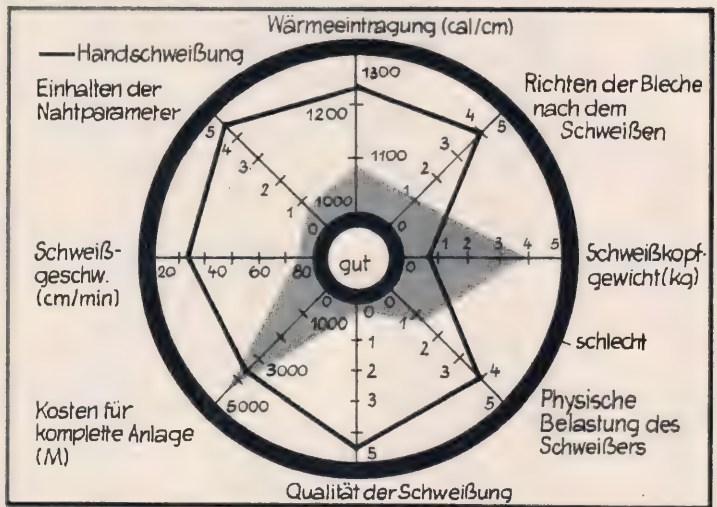 Wärmeeintragung (cal/cm)
Handschweißung
Einhalten der
Nahtparameter
Richten der Bleche
nach dem
Schweißen
1300
1200
1100
1000
5
4
3
2
1
0
5
4
3
2
1
0
Schweiß-
geschw.
(cm/min)
20 40 60 80
gut
0 1 2 3 4 5
Schweißkopf-
gewicht (kg)
schlecht
0
1000
3000
5000
0
1
2
3
5
0
1
2
3
4
5
Kosten für
komplette Anlage
(M)
Physische
Belastung des
Schweißers
Qualität der Schweißung